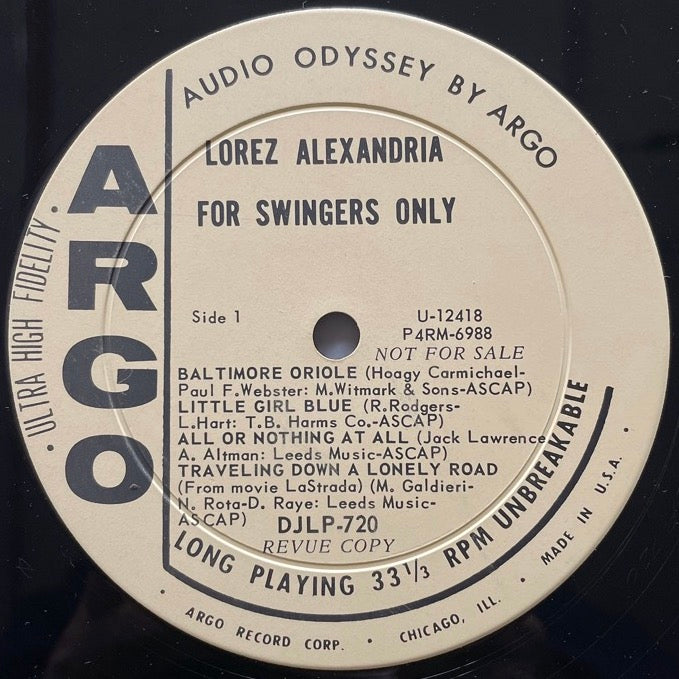 AUDIO ODYSSEY BY ARGO
LOREZ ALEXANDRIA
FOR SWINGERS ONLY
ARGO
· ULTRA HIGH FIDELITY ·
Side 1
U-12418
P4RM-6988
NOT FOR SALE
BALTIMORE ORIOLE (Hoagy Carmichael-
Paul F.Webster: M.Witmark & Sons-ASCAP)
LITTLE GIRL BLUE (R.Rodgers-
L.Hart: T.B. Harms Co.-ASCAP)
ALL OR NOTHING AT ALL (Jack Lawrence
A. Altman: Leeds Music-ASCAP)
TRAVELING DOWN A LONELY ROAD
(From movie LaStrada) (M. Galdieri-
N. Rota-D. Raye: Leeds Music-
ASCAP)
DJLP-720
REVUE COPY
LONG PLAYING 33 1/3 RPM UNBREAKABLE
· ARGO RECORD CORP. · CHICAGO, ILL. · MADE IN U.S.A. ·